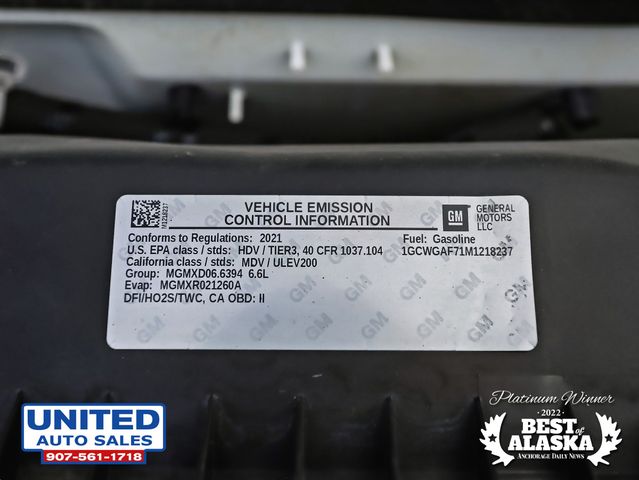 M1218237
VEHICLE EMISSION
CONTROL INFORMATION
GM
GENERAL
MOTORS
LLC
Conforms to Regulations: 2021
Fuel: Gasoline
U.S. EPA class / stds: HDV / TIER3, 40 CFR 1037.104
1GCWGAF71M1218237
California class / stds: MDV / ULEV200
Group: MGMXD06.6394 6.6L
Evap: MGMXR021260A
DFI/HO2S/TWC, CA OBD: II
UNITED
AUTO SALES
907-561-1718
Platinum Winner
2022
BEST of
ALASKA
ANCHORAGE DAILY NEWS